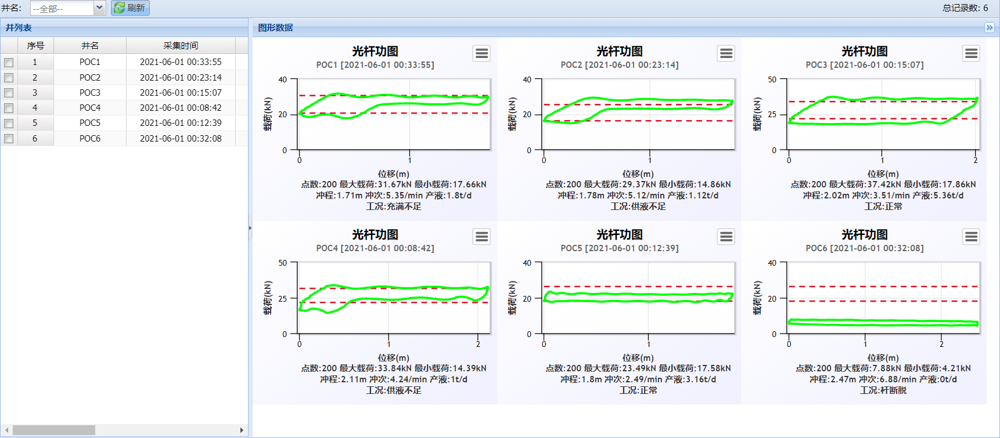 井名: --全部-- 刷新 总记录数: 6
井列表
序号 井名 采集时间
1 POC1 2021-06-01 00:33:55
2 POC2 2021-06-01 00:23:14
3 POC3 2021-06-01 00:15:07
4 POC4 2021-06-01 00:08:42
5 POC5 2021-06-01 00:12:39
6 POC6 2021-06-01 00:32:08
图形数据
光杆功图
POC1 [2021-06-01 00:33:55]
40
20
0
载荷(kN)
0 1
位移(m)
点数:200 最大载荷:31.67kN 最小载荷:17.66kN
冲程:1.71m 冲次:5.35/min 产液:1.8t/d
工况:充满不足
光杆功图
POC2 [2021-06-01 00:23:14]
40
20
0
载荷(kN)
0 1
位移(m)
点数:200 最大载荷:29.37kN 最小载荷:14.86kN
冲程:1.78m 冲次:5.12/min 产液:1.12t/d
工况:供液不足
光杆功图
POC3 [2021-06-01 00:15:07]
50
25
0
载荷(kN)
0 1 2
位移(m)
点数:200 最大载荷:37.42kN 最小载荷:17.86kN
冲程:2.02m 冲次:3.51/min 产液:5.36t/d
工况:正常
光杆功图
POC4 [2021-06-01 00:08:42]
50
25
0
载荷(kN)
0 1 2
位移(m)
点数:200 最大载荷:33.84kN 最小载荷:14.39kN
冲程:2.11m 冲次:4.24/min 产液:1t/d
工况:供液不足
光杆功图
POC5 [2021-06-01 00:12:39]
40
20
0
载荷(kN)
0 1
位移(m)
点数:200 最大载荷:23.49kN 最小载荷:17.58kN
冲程:1.8m 冲次:2.49/min 产液:3.16t/d
工况:正常
光杆功图
POC6 [2021-06-01 00:32:08]
40
20
0
载荷(kN)
0 1 2
位移(m)
点数:200 最大载荷:7.88kN 最小载荷:4.21kN
冲程:2.47m 冲次:6.88/min 产液:0t/d
工况:杆断脱